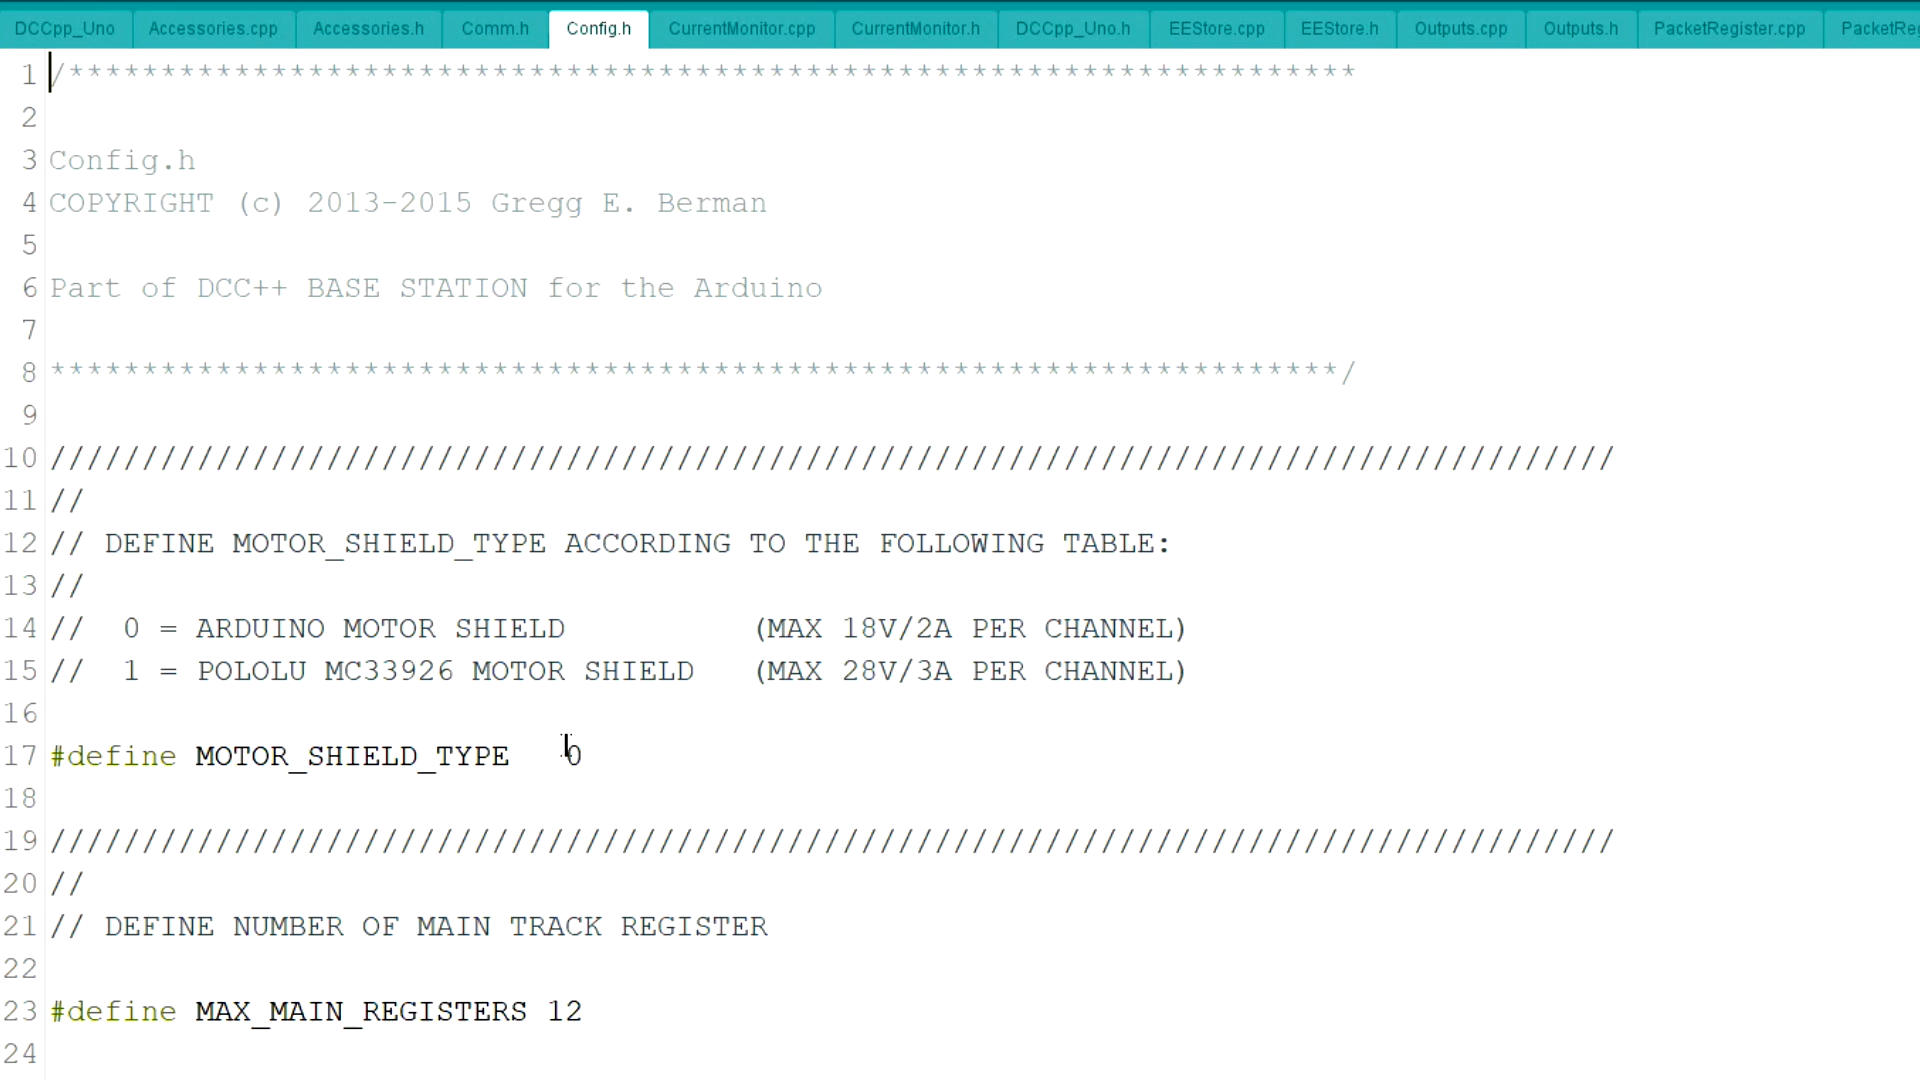 DCCpp_Uno Accessories.cpp Accessories.h Comm.h Config.h CurrentMonitor.cpp CurrentMonitor.h DCCpp_Uno.h EEStore.cpp EEStore.h Outputs.cpp Outputs.h PacketRegister.cpp PacketReg
1 /**********************************************************************
2
3 Config.h
4 COPYRIGHT (c) 2013-2015 Gregg E. Berman
5
6 Part of DCC++ BASE STATION for the Arduino
7
8 **********************************************************************/
9
10 /////////////////////////////////////////////////////////////////////////////////////
11 //
12 // DEFINE MOTOR_SHIELD_TYPE ACCORDING TO THE FOLLOWING TABLE:
13 //
14 //  0 = ARDUINO MOTOR SHIELD          (MAX 18V/2A PER CHANNEL)
15 //  1 = POLOLU MC33926 MOTOR SHIELD   (MAX 28V/3A PER CHANNEL)
16
17 #define MOTOR_SHIELD_TYPE   0
18
19 /////////////////////////////////////////////////////////////////////////////////////
20 //
21 // DEFINE NUMBER OF MAIN TRACK REGISTER
22
23 #define MAX_MAIN_REGISTERS 12
24